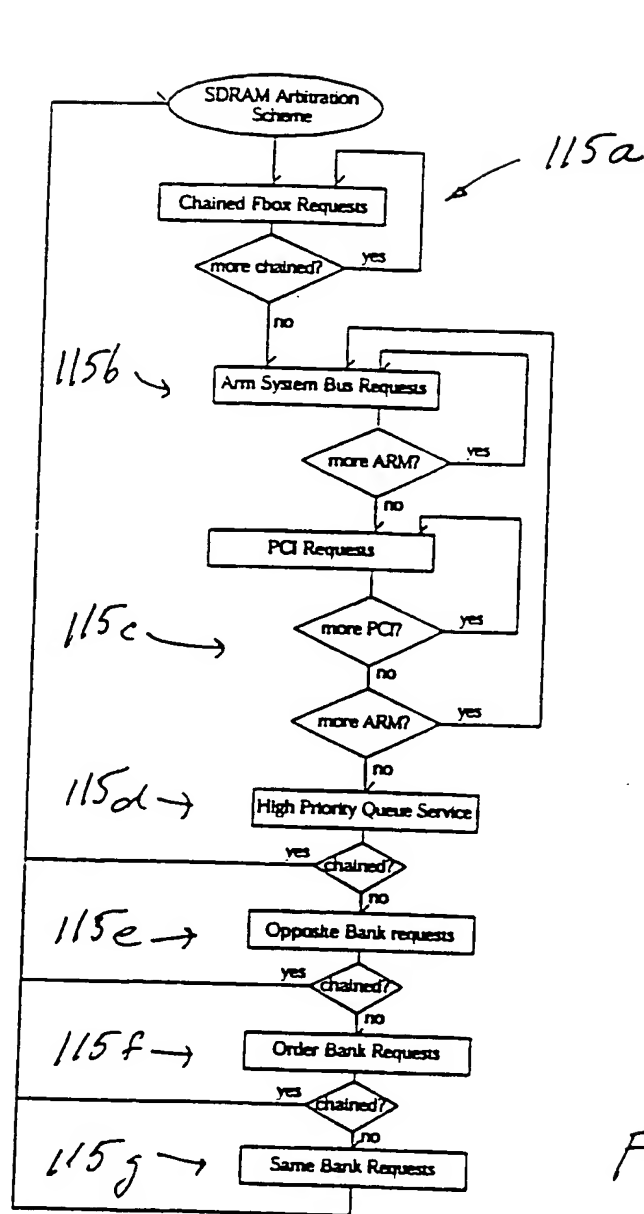 SDRAM Arbitration
Scheme
115a
Chained Fbox Requests
more chained?
yes
no
115b
Arm System Bus Requests
more ARM?
yes
no
PCI Requests
115c
more PCI?
yes
no
more ARM?
yes
no
115d
High Priority Queue Service
yes
chained?
no
115e
Opposite Bank requests
yes
chained?
no
115f
Order Bank Requests
yes
chained?
no
115g
Same Bank Requests
F